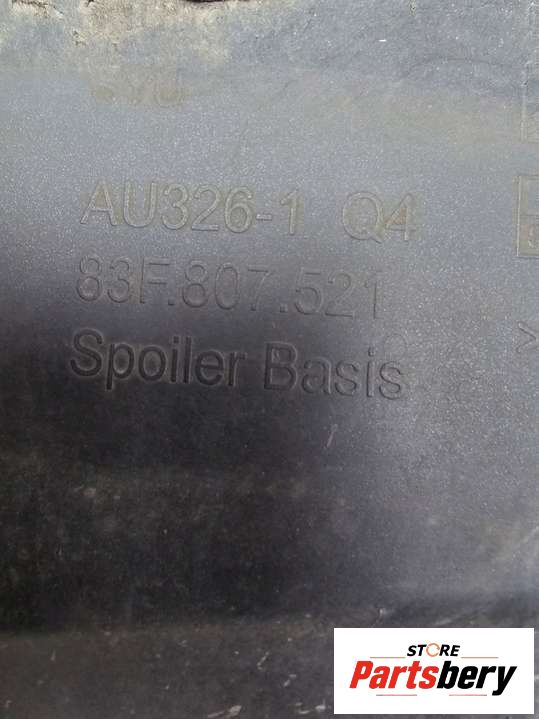 AU326-1 Q4
83F.807.521
Spoiler Basis
STORE
Partsbery